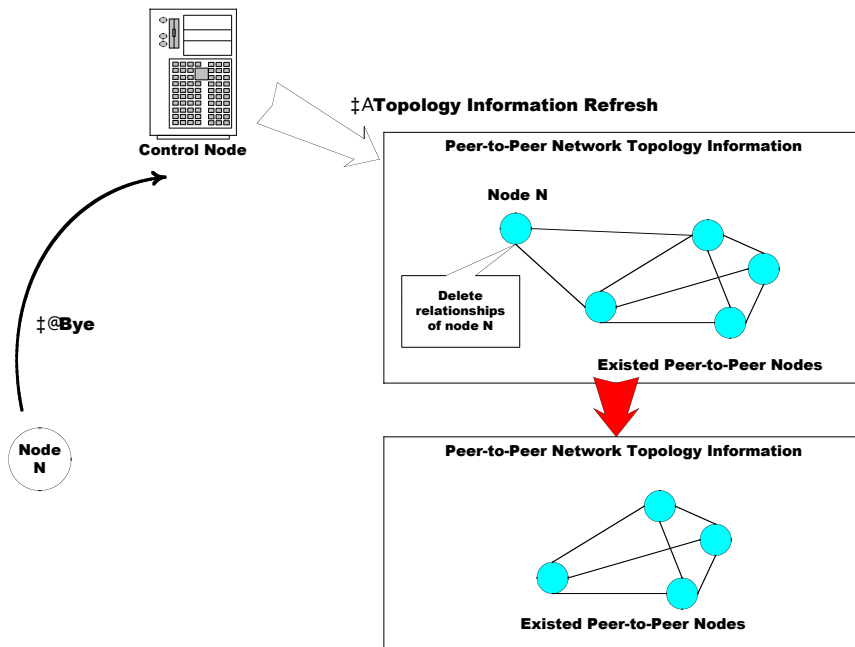 ‡ATopology Information Refresh
Control Node
Peer-to-Peer Network Topology Information
Node N
Delete
relationships
of node N
‡@Bye
Existed Peer-to-Peer Nodes
Node
N
Peer-to-Peer Network Topology Information
Existed Peer-to-Peer Nodes